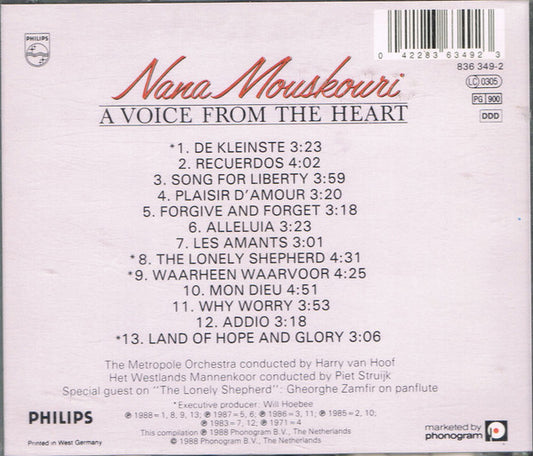 PHILIPS
0 42283 63492 3
836 349-2
LC 0305
PG 900
DDD
Nana Mouskouri
A VOICE FROM THE HEART
*1. DE KLEINSTE 3:23
2. RECUERDOS 4:02
3. SONG FOR LIBERTY 3:59
4. PLAISIR D'AMOUR 3:20
5. FORGIVE AND FORGET 3:18
6. ALLELUIA 3:23
7. LES AMANTS 3:01
*8. THE LONELY SHEPHERD 4:31
*9. WAARHEEN WAARVOOR 4:25
10. MON DIEU 4:51
11. WHY WORRY 3:53
12. ADDIO 3:18
*13. LAND OF HOPE AND GLORY 3:06
The Metropole Orchestra conducted by Harry van Hoof
Het Westlands Mannenkoor conducted by Piet Struijk
Special guest on "The Lonely Shepherd": Gheorghe Zamfir on panflute
*Executive producer: Will Hoebee
℗ 1988 = 1, 8, 9, 13; ℗ 1987 = 5, 6; ℗ 1986 = 3, 11; ℗ 1985 = 2, 10;
℗ 1983 = 7, 12; ℗ 1971 = 4
This compilation ℗ 1988 Phonogram B.V., The Netherlands
© 1988 Phonogram B.V., The Netherlands
PHILIPS
Printed in West Germany
marketed by
phonogram